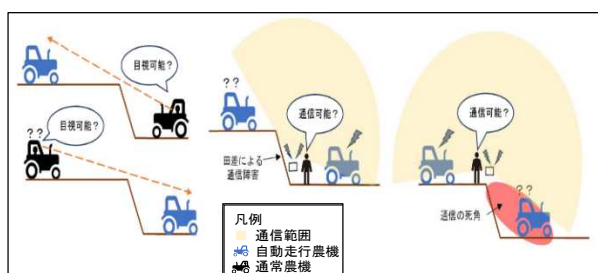 目視可能?
??
目視可能?
??
通信可能?
田差による
通信障害
??
通信可能?
??
通信の死角
凡例
通信範囲
自動走行農機
通常農機